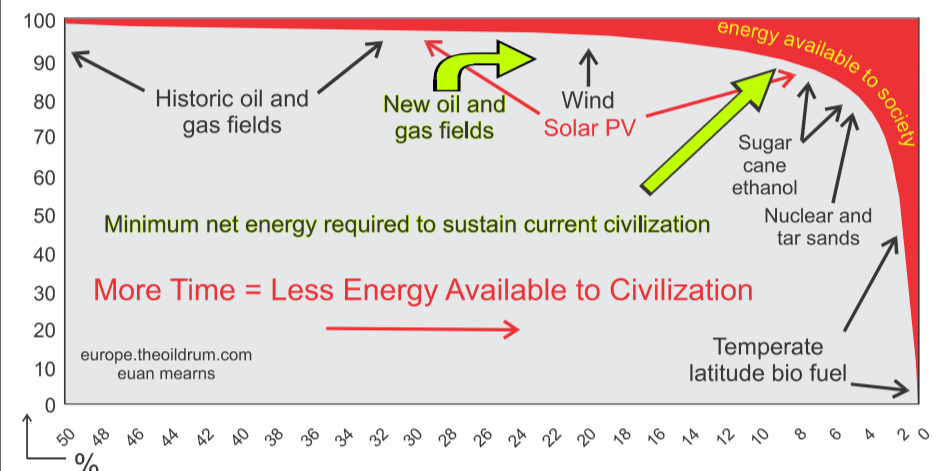 100
90
80
70
60
50
40
30
20
10
0
energy available to society
Historic oil and
gas fields
New oil and
gas fields
Wind
Solar PV
Sugar
cane
ethanol
Nuclear and
tar sands
Minimum net energy required to sustain current civilization
More Time = Less Energy Available to Civilization
europe.theoildrum.com
euan mearns
Temperate
latitude bio fuel
50 48 46 44 42 40 38 36 34 32 30 28 26 24 22 20 18 16 14 12 10 8 6 4 2 0
%